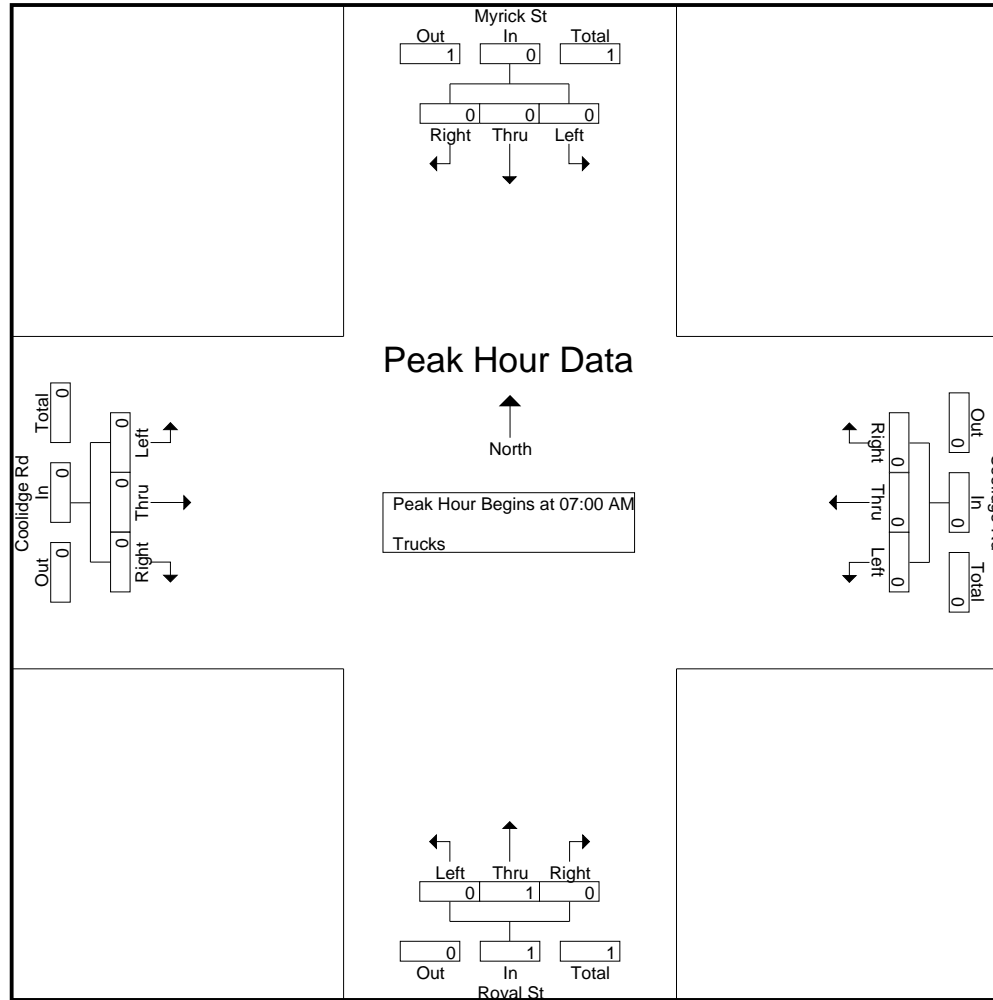 Myrick St
Out In Total
1 0 1
0 0 0
Right Thru Left
Peak Hour Data
North
Peak Hour Begins at 07:00 AM
Trucks
Coolidge Rd
Out In Total
0 0 0
Right Thru Left
0 0 0
Out In Total
0 0 0
Right Thru Left
0 0 0
Left Thru Right
0 1 0
0 1 1
Out In Total
Royal St